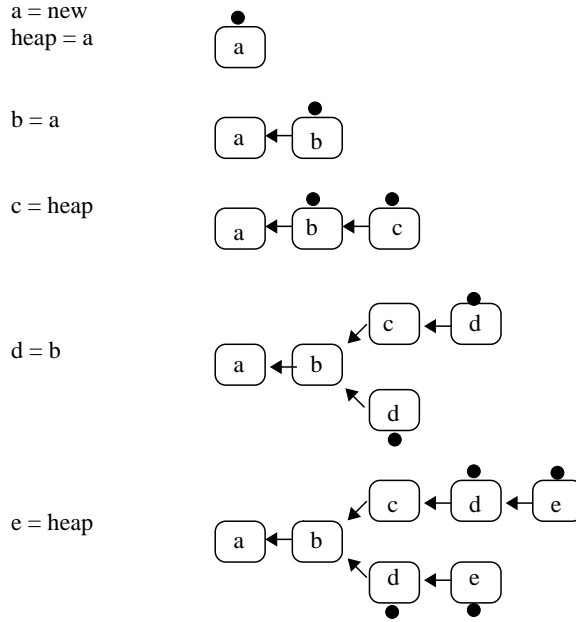 a = new
heap = a
a
b = a
a b
c = heap
a b c
c d
d = b
a b
d
c d e
e = heap
a b
d e